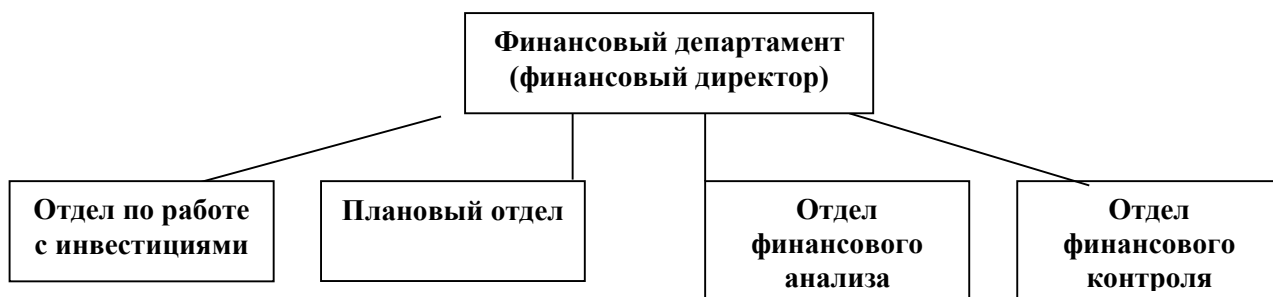 Финансовый департамент
(финансовый директор)
Отдел по работе
с инвестициями
Плановый отдел
Отдел
финансового
анализа
Отдел
финансового
контроля